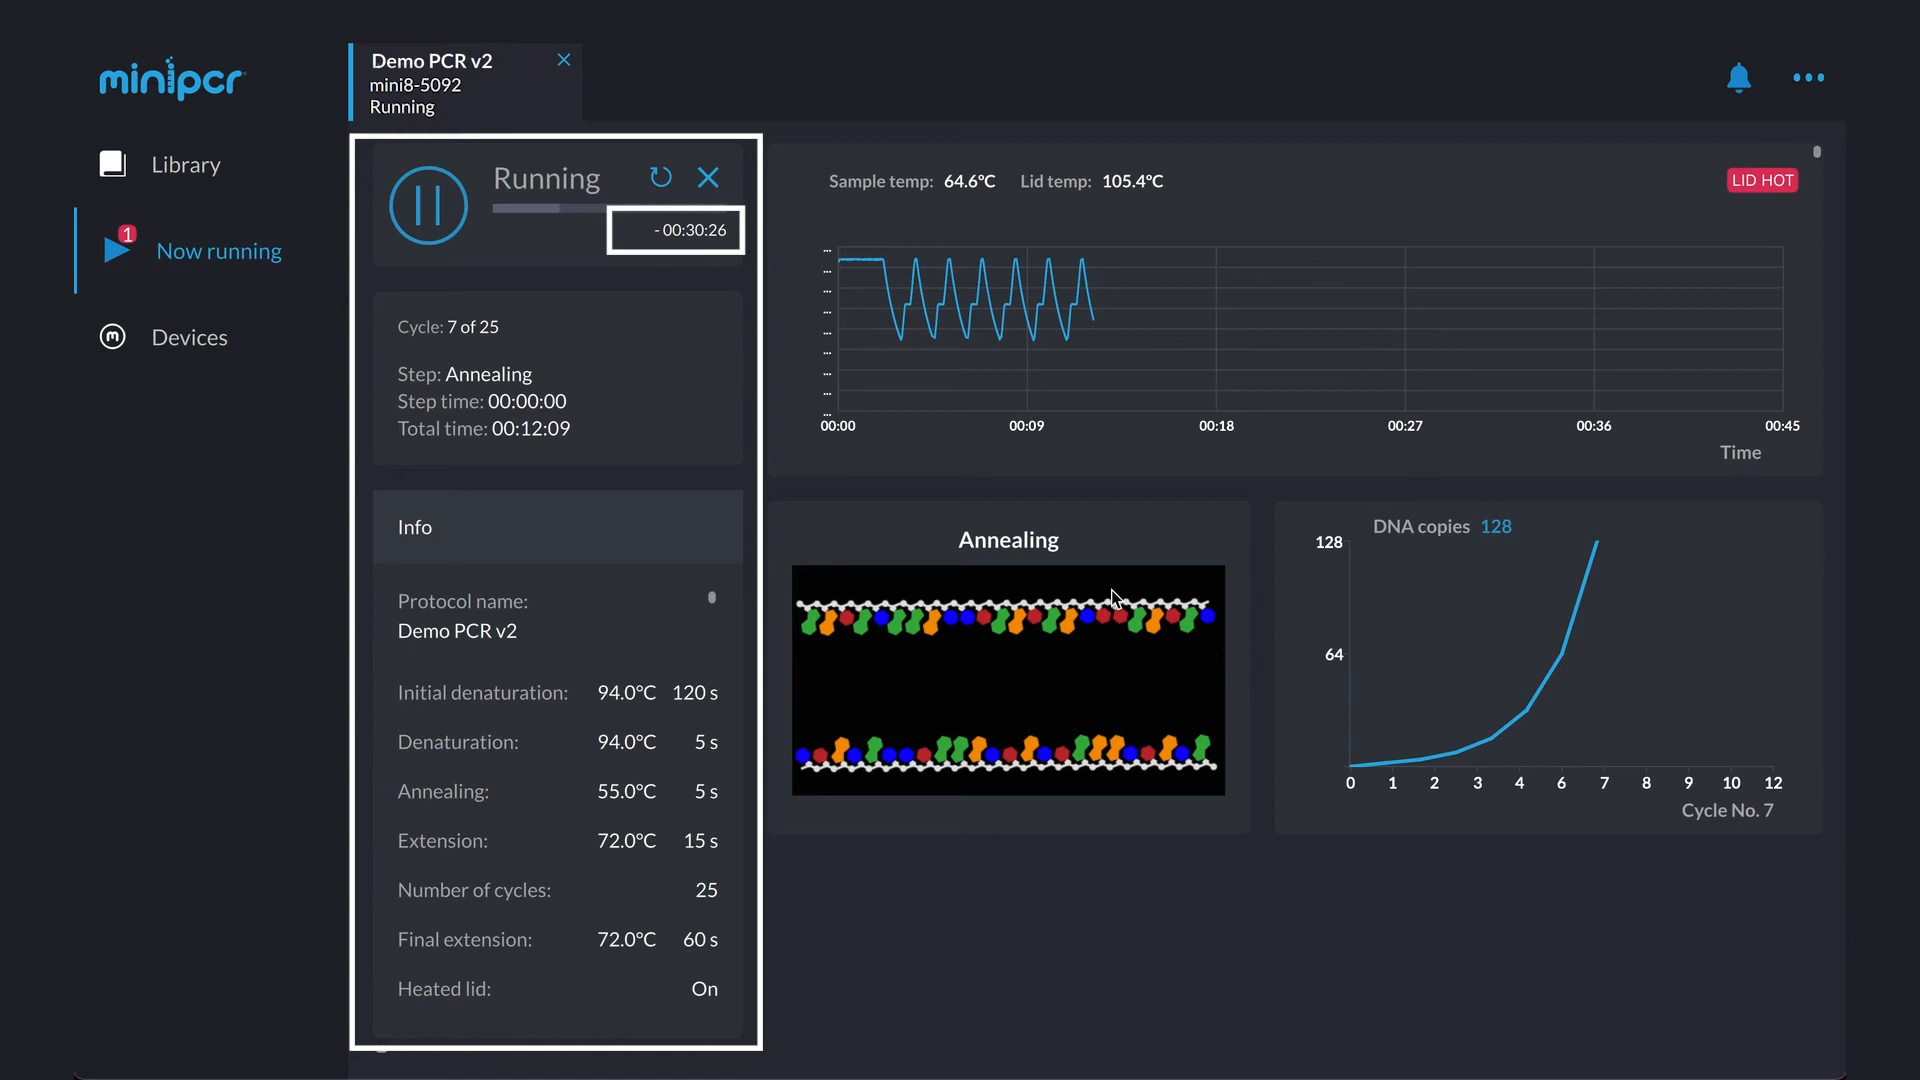 minipcr
Demo PCR v2
mini8-5092
Running
Library
1
Now running
Devices
Running
- 00:30:26
Cycle: 7 of 25
Step: Annealing
Step time: 00:00:00
Total time: 00:12:09
Info
Protocol name:
Demo PCR v2
Initial denaturation: 94.0°C 120 s
Denaturation: 94.0°C 5 s
Annealing: 55.0°C 5 s
Extension: 72.0°C 15 s
Number of cycles: 25
Final extension: 72.0°C 60 s
Heated lid: On
Sample temp: 64.6°C Lid temp: 105.4°C
LID HOT
... 
...
...
...
...
...
...
...
...
00:00 00:09 00:18 00:27 00:36 00:45
Time
Annealing
DNA copies 128
128
64
0 1 2 3 4 6 7 8 9 10 12
Cycle No. 7